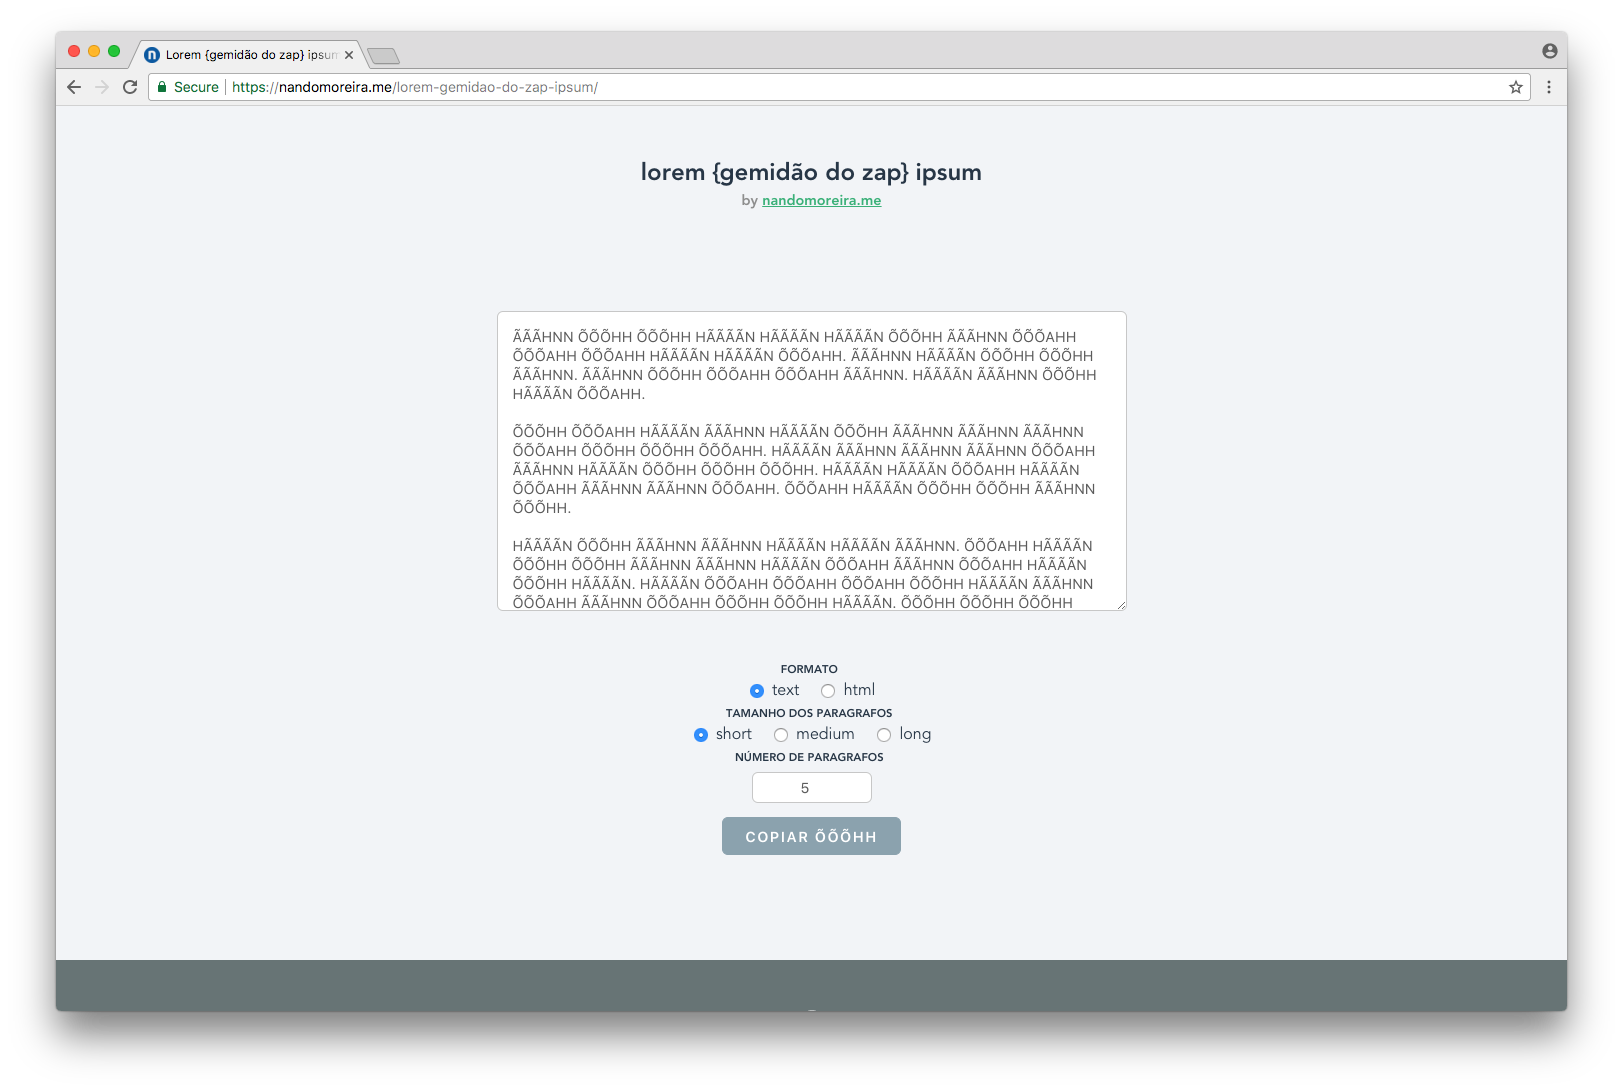 Lorem {gemidão do zap} ipsum
Secure
https://nandomoreira.me/lorem-gemidao-do-zap-ipsum/
lorem {gemidão do zap} ipsum
by nandomoreira.me
ÃÃÃHNN ÕÕÕHH ÕÕÕHH HÃÃÃÃN HÃÃÃÃN HÃÃÃÃN ÕÕÕHH ÃÃÃHNN ÕÕÕAHH
ÕÕÕAHH ÕÕÕAHH HÃÃÃÃN HÃÃÃÃN ÕÕÕAHH. ÃÃÃHNN HÃÃÃÃN ÕÕÕHH ÕÕÕHH
ÃÃÃHNN. ÃÃÃHNN ÕÕÕHH ÕÕÕAHH ÕÕÕAHH ÃÃÃHNN. HÃÃÃÃN ÃÃÃHNN ÕÕÕHH
HÃÃÃÃN ÕÕÕAHH.
ÕÕÕHH ÕÕÕAHH HÃÃÃÃN ÃÃÃHNN HÃÃÃÃN ÕÕÕHH ÃÃÃHNN ÃÃÃHNN ÃÃÃHNN
ÕÕÕAHH ÕÕÕHH ÕÕÕHH ÕÕÕAHH. HÃÃÃÃN ÃÃÃHNN ÃÃÃHNN ÃÃÃHNN ÕÕÕAHH
ÃÃÃHNN HÃÃÃÃN ÕÕÕHH ÕÕÕHH ÕÕÕHH. HÃÃÃÃN HÃÃÃÃN ÕÕÕAHH HÃÃÃÃN
ÕÕÕAHH ÃÃÃHNN ÃÃÃHNN ÕÕÕAHH. ÕÕÕAHH HÃÃÃÃN ÕÕÕHH ÕÕÕHH ÃÃÃHNN
ÕÕÕHH.
HÃÃÃÃN ÕÕÕHH ÃÃÃHNN ÃÃÃHNN HÃÃÃÃN HÃÃÃÃN ÃÃÃHNN. ÕÕÕAHH HÃÃÃÃN
ÕÕÕHH ÕÕÕHH ÃÃÃHNN ÃÃÃHNN HÃÃÃÃN ÕÕÕAHH ÃÃÃHNN ÕÕÕAHH HÃÃÃÃN
ÕÕÕHH HÃÃÃÃN. HÃÃÃÃN ÕÕÕAHH ÕÕÕAHH ÕÕÕAHH ÕÕÕHH HÃÃÃÃN ÃÃÃHNN
ÕÕÕAHH ÃÃÃHNN ÕÕÕAHH ÕÕÕHH ÕÕÕHH HÃÃÃÃN. ÕÕÕHH ÕÕÕHH ÕÕÕHH
FORMATO
text html
TAMANHO DOS PARAGRAFOS
short medium long
NÚMERO DE PARAGRAFOS
5
COPIAR ÕÕÕHH